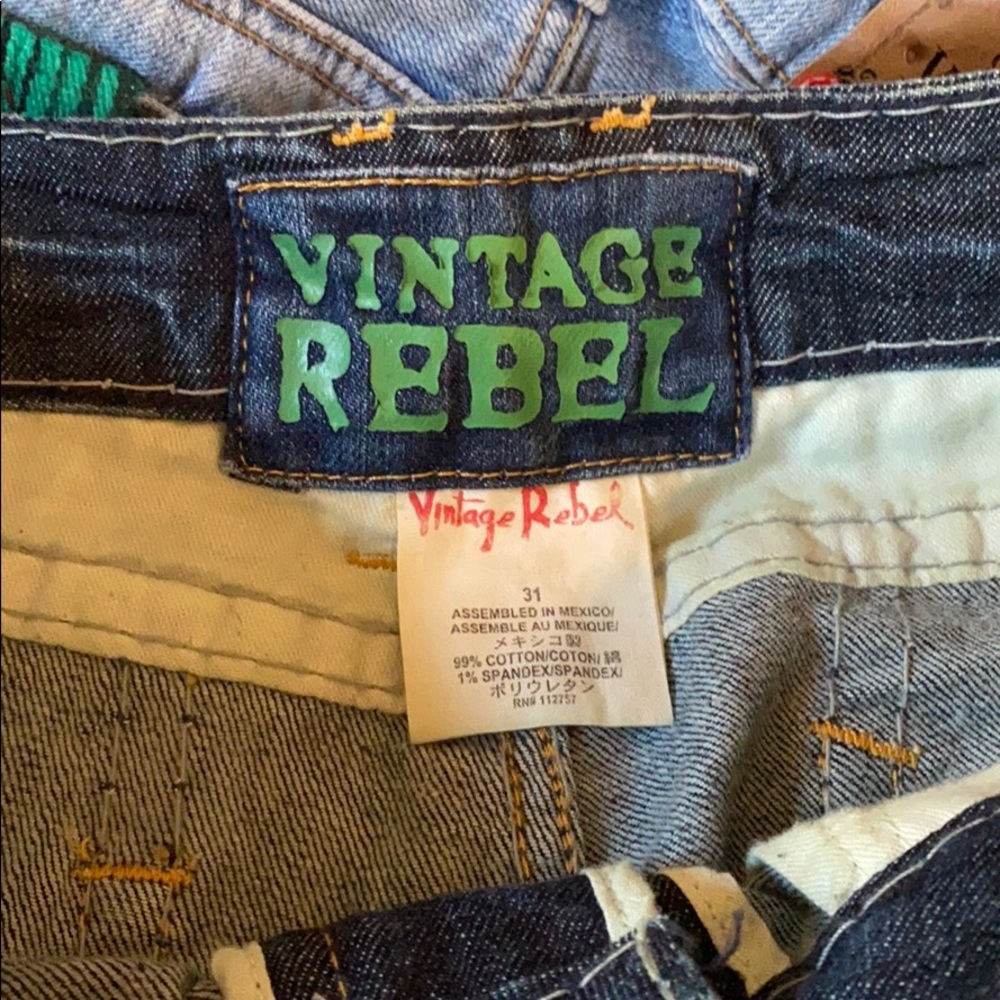 VINTAGE
REBEL
Vintage Rebel
31
ASSEMBLED IN MEXICO/
ASSEMBLE AU MEXIQUE/
メキシコ製
99% COTTON/COTON/綿
1% SPANDEX/SPANDEX/
ポリウレタン
RN# 112757